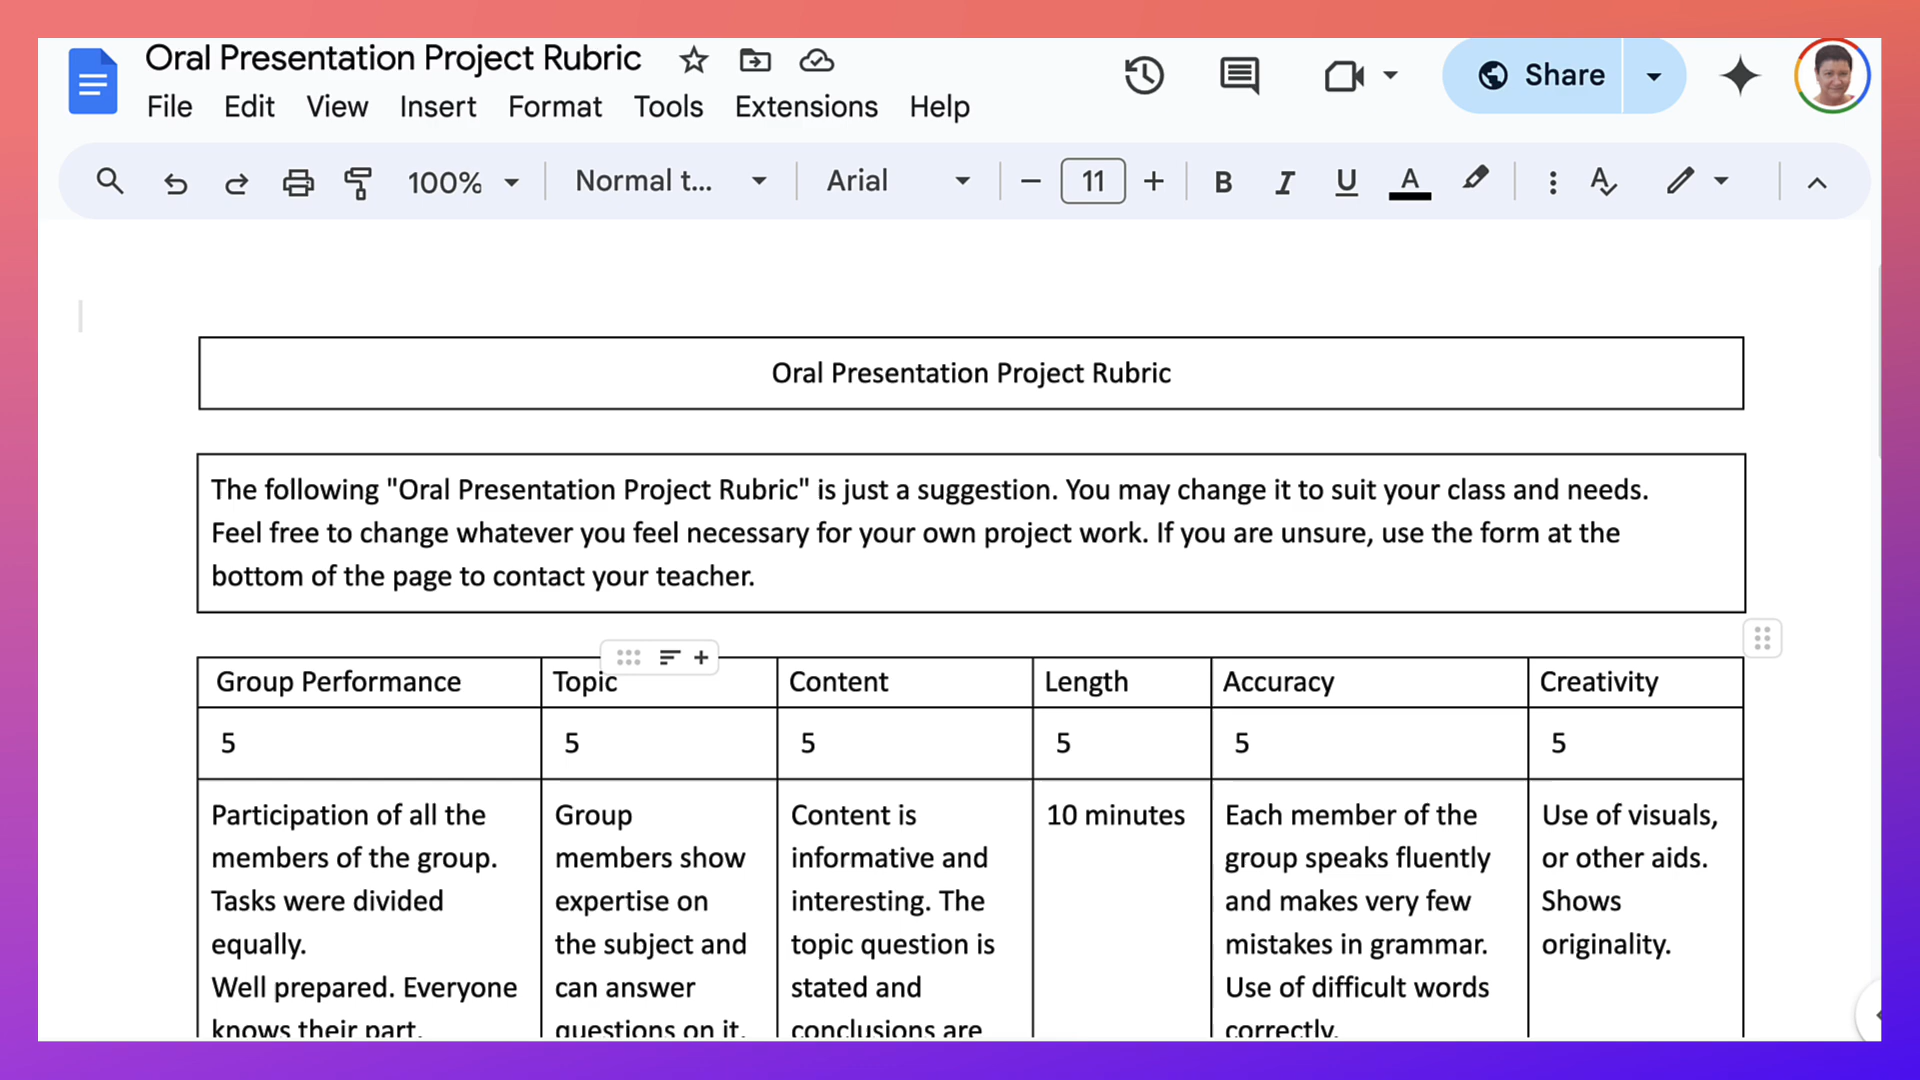 Oral Presentation Project Rubric
File Edit View Insert Format Tools Extensions Help
Share
100% Normal t... Arial 11 B I U A
Oral Presentation Project Rubric
The following "Oral Presentation Project Rubric" is just a suggestion. You may change it to suit your class and needs.
Feel free to change whatever you feel necessary for your own project work. If you are unsure, use the form at the
bottom of the page to contact your teacher.
Group Performance Topic Content Length Accuracy Creativity
5 5 5 5 5 5
Participation of all the
members of the group.
Tasks were divided
equally.
Well prepared. Everyone
knows their part.
Group
members show
expertise on
the subject and
can answer
questions on it.
Content is
informative and
interesting. The
topic question is
stated and
conclusions are
10 minutes
Each member of the
group speaks fluently
and makes very few
mistakes in grammar.
Use of difficult words
correctly.
Use of visuals,
or other aids.
Shows
originality.